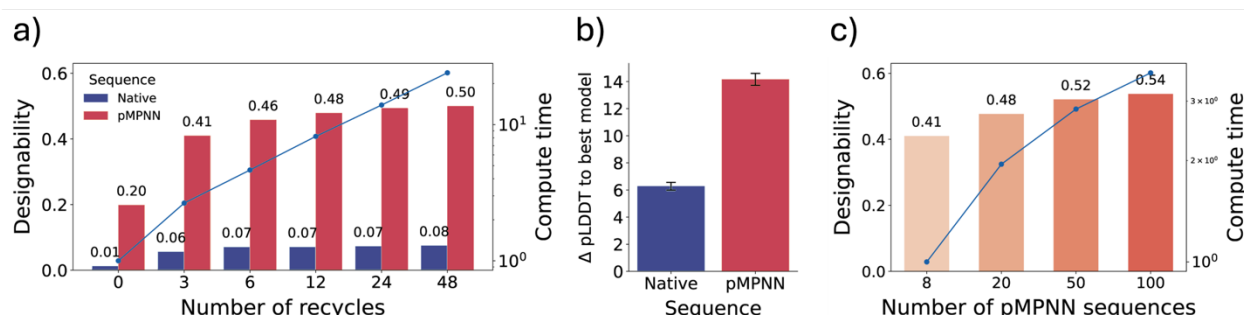 a)
Sequence
Native
pMPNN
Designability
0.6
0.4
0.2
0.0
0.01
0.20
0.06
0.41
0.07
0.46
0.07
0.48
0.07
0.49
0.08
0.50
0
3
6
12
24
48
Number of recycles
10¹
10⁰
Compute time
b)
Δ pLDDT to best model
14
12
10
8
6
4
2
0
Native
pMPNN
Sequence
c)
Designability
0.6
0.4
0.2
0.0
0.41
0.48
0.52
0.54
8
20
50
100
Number of pMPNN sequences
3 × 10⁰
2 × 10⁰
10⁰
Compute time